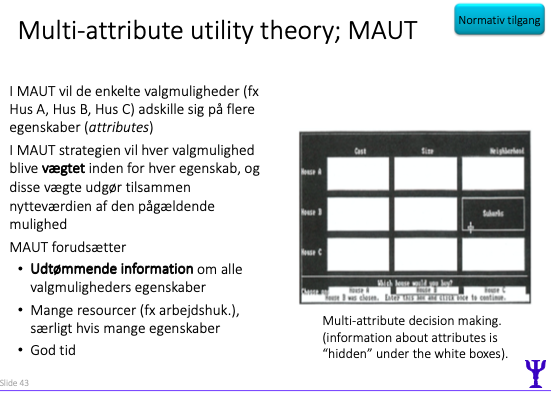 Multi-attribute utility theory; MAUT
Normativ tilgang
I MAUT vil de enkelte valgmuligheder (fx
Hus A, Hus B, Hus C) adskille sig på flere
egenskaber (attributes)
I MAUT strategien vil hver valgmulighed
blive vægtet inden for hver egenskab, og
disse vægte udgør tilsammen
nytteværdien af den pågældende
mulighed
MAUT forudsætter
• Udtømmende information om alle
valgmuligheders egenskaber
• Mange resourcer (fx arbejdshuk.),
særligt hvis mange egenskaber
• God tid
Cost Size Neighborhood
House A
House B
Suburbs
House C
Which house would you buy?
House A House B House C
House B was chosen. Enter this box and click once to continue.
Multi-attribute decision making.
(information about attributes is
“hidden” under the white boxes).
Slide 43